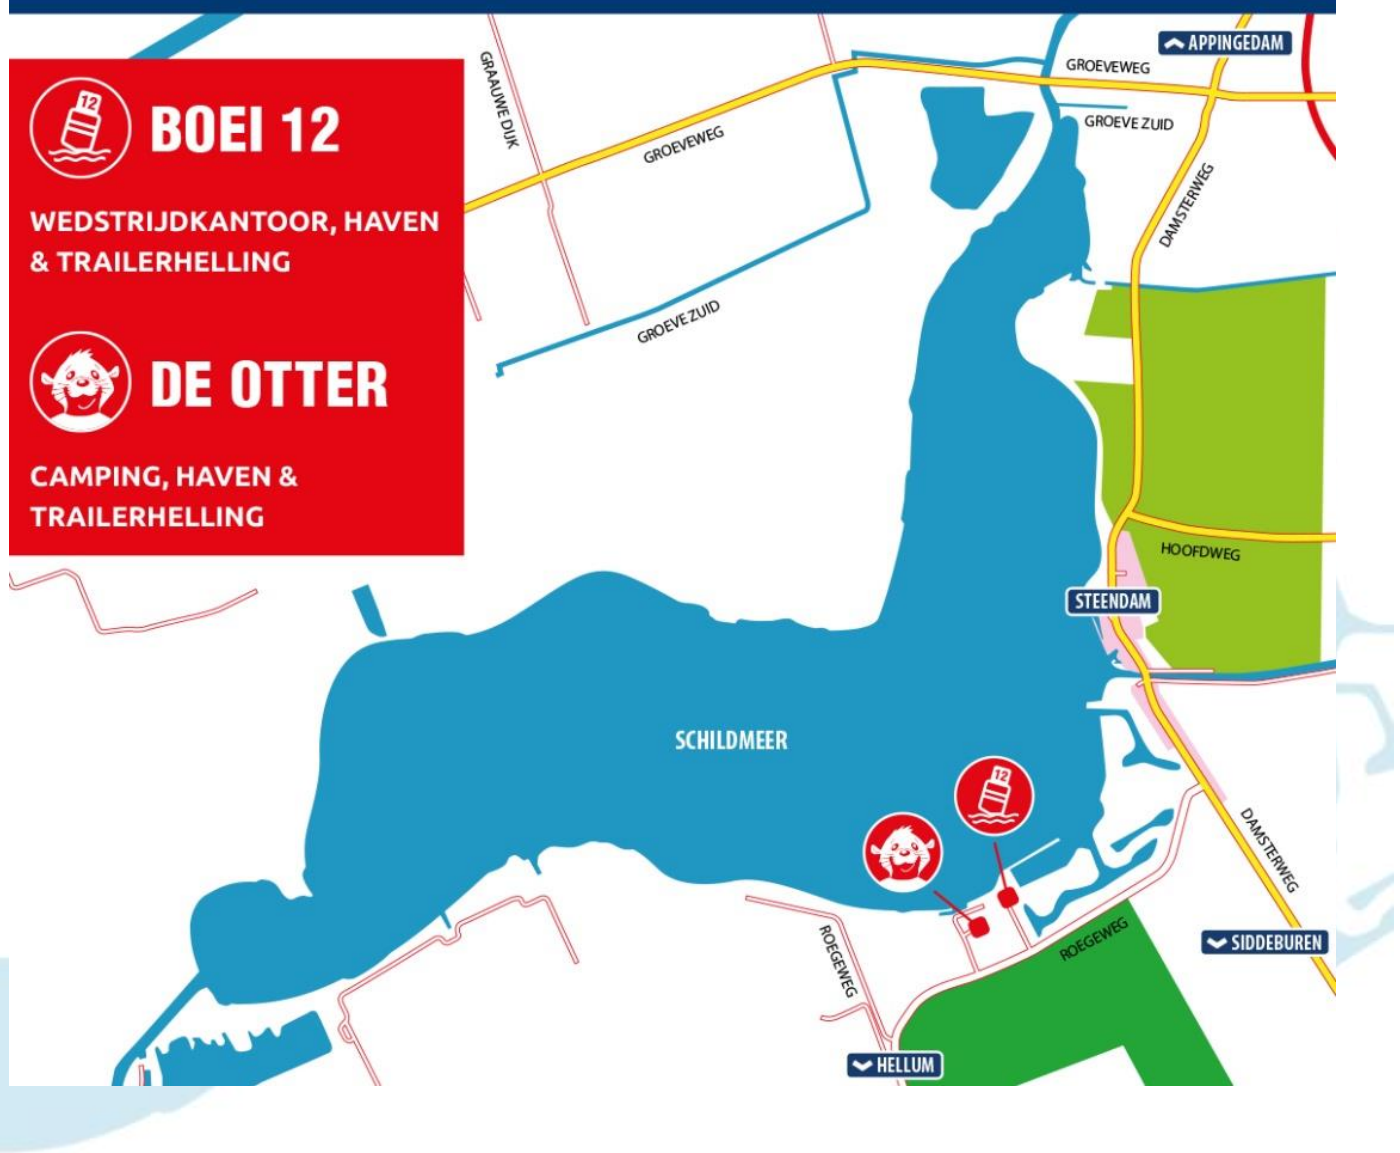 12
BOEI 12
WEDSTRIJDKANTOOR, HAVEN
& TRAILERHELLING
DE OTTER
CAMPING, HAVEN &
TRAILERHELLING
APPINGEDAM
GROEVEWEG
GROEVE ZUID
GRAAUWE DIJK
GROEVEWEG
DAMSTERWEG
GROEVE ZUID
HOOFDWEG
STEENDAM
SCHILDMEER
12
DAMSTERWEG
ROEGEWEG
ROEGEWEG
SIDDEBUREN
HELLUM